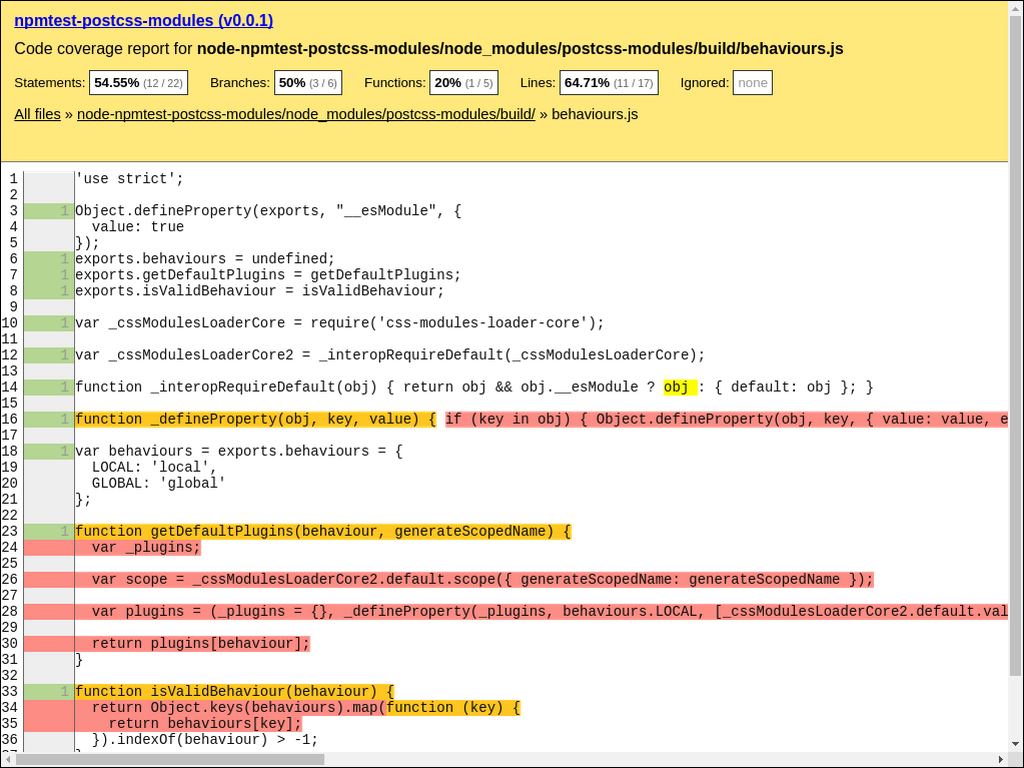 npmtest-postcss-modules (v0.0.1)
Code coverage report for node-npmtest-postcss-modules/node_modules/postcss-modules/build/behaviours.js
Statements: 54.55% (12 / 22) Branches: 50% (3 / 6) Functions: 20% (1 / 5) Lines: 64.71% (11 / 17) Ignored: none
All files » node-npmtest-postcss-modules/node_modules/postcss-modules/build/ » behaviours.js
1 'use strict';
2
3 1 Object.defineProperty(exports, "__esModule", {
4 value: true
5 });
6 1 exports.behaviours = undefined;
7 1 exports.getDefaultPlugins = getDefaultPlugins;
8 1 exports.isValidBehaviour = isValidBehaviour;
9
10 1 var _cssModulesLoaderCore = require('css-modules-loader-core');
11
12 1 var _cssModulesLoaderCore2 = _interopRequireDefault(_cssModulesLoaderCore);
13
14 1 function _interopRequireDefault(obj) { return obj && obj.__esModule ? obj : { default: obj }; }
15
16 1 function _defineProperty(obj, key, value) { if (key in obj) { Object.defineProperty(obj, key, { value: value, e
17
18 1 var behaviours = exports.behaviours = {
19 LOCAL: 'local',
20 GLOBAL: 'global'
21 };
22
23 1 function getDefaultPlugins(behaviour, generateScopedName) {
24 var _plugins;
25
26 var scope = _cssModulesLoaderCore2.default.scope({ generateScopedName: generateScopedName });
27
28 var plugins = (_plugins = {}, _defineProperty(_plugins, behaviours.LOCAL, [_cssModulesLoaderCore2.default.val
29
30 return plugins[behaviour];
31 }
32
33 1 function isValidBehaviour(behaviour) {
34 return Object.keys(behaviours).map(function (key) {
35 return behaviours[key];
36 }).indexOf(behaviour) > -1;